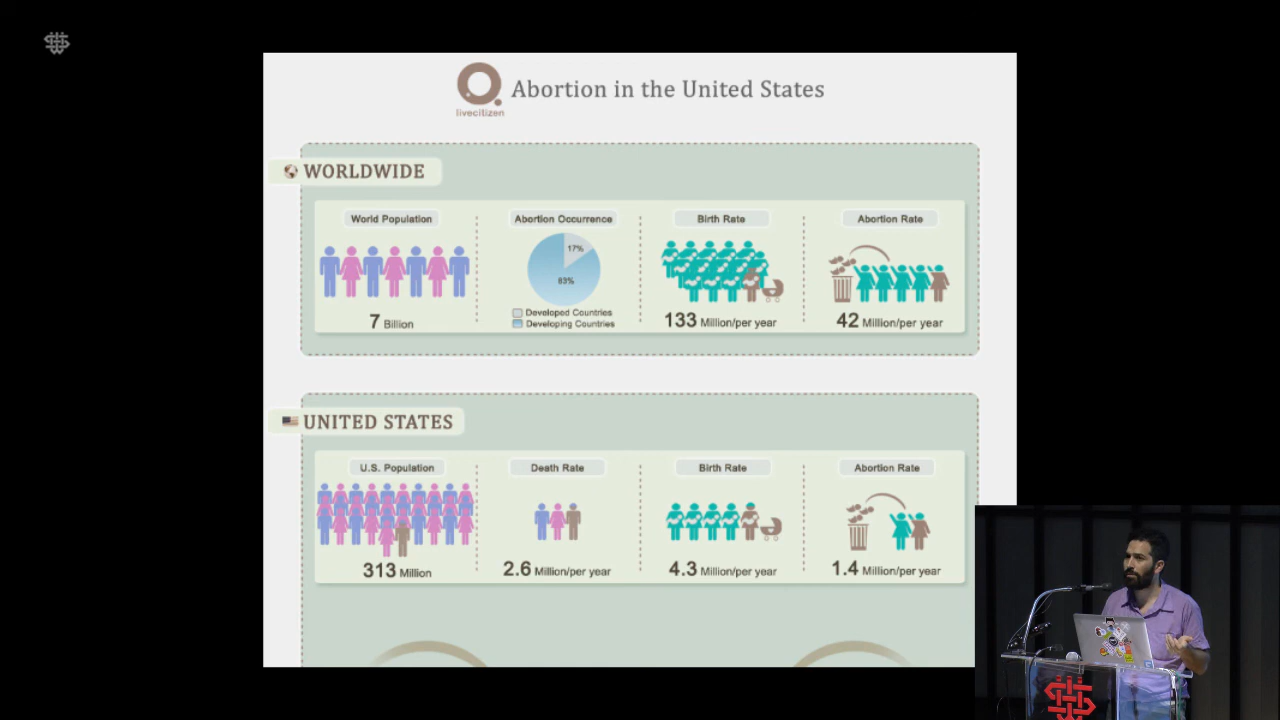 livecitizen
Abortion in the United States
WORLDWIDE
World Population
Abortion Occurrence
Birth Rate
Abortion Rate
17%
83%
Developed Countries
Developing Countries
7 Billion
133 Million/per year
42 Million/per year
UNITED STATES
U.S. Population
Death Rate
Birth Rate
Abortion Rate
313 Million
2.6 Million/per year
4.3 Million/per year
1.4 Million/per year